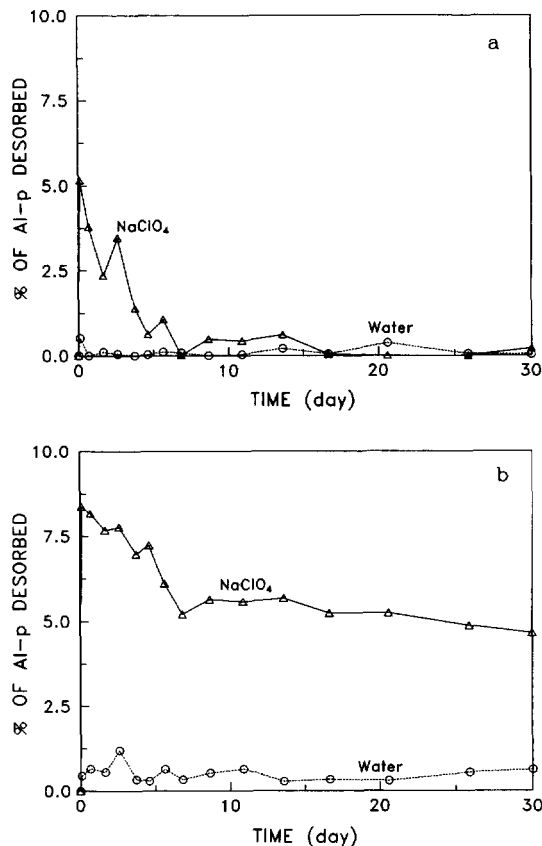 a
10.0
7.5
5.0
2.5
0.0
% OF Al-p DESORBED
NaClO₄
Water
0 10 20 30
TIME (day)
b
10.0
7.5
5.0
2.5
0.0
% OF Al-p DESORBED
NaClO₄
Water
0 10 20 30
TIME (day)